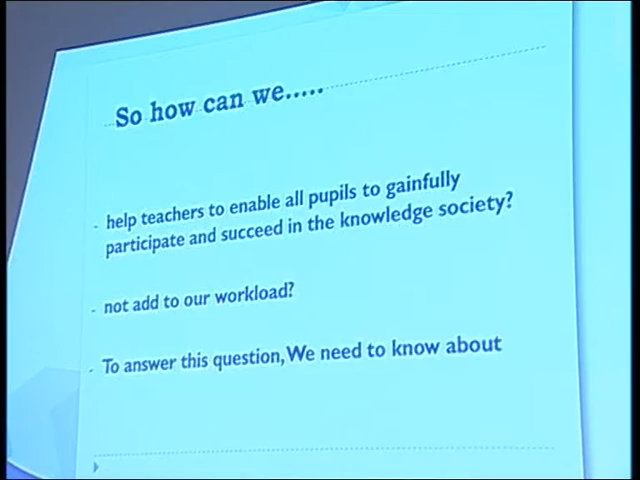 So how can we.....
- help teachers to enable all pupils to gainfully
participate and succeed in the knowledge society?
- not add to our workload?
- To answer this question,We need to know about